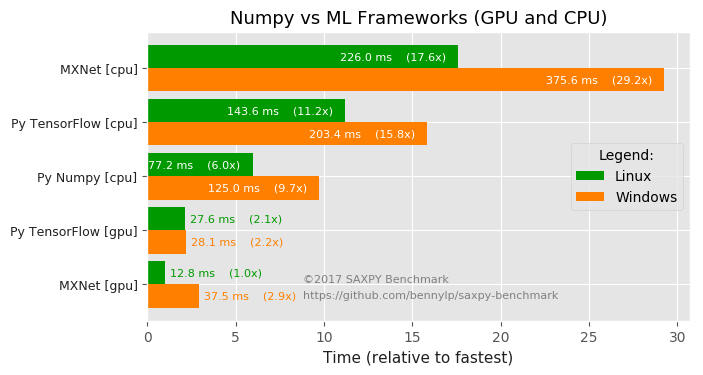 Numpy vs ML Frameworks (GPU and CPU)
MXNet [cpu]
226.0 ms (17.6x)
375.6 ms (29.2x)
Py TensorFlow [cpu]
143.6 ms (11.2x)
203.4 ms (15.8x)
Py Numpy [cpu]
77.2 ms (6.0x)
125.0 ms (9.7x)
Legend:
Linux
Windows
Py TensorFlow [gpu]
27.6 ms (2.1x)
28.1 ms (2.2x)
MXNet [gpu]
12.8 ms (1.0x)
37.5 ms (2.9x)
©2017 SAXPY Benchmark
https://github.com/bennylp/saxpy-benchmark
0 5 10 15 20 25 30
Time (relative to fastest)